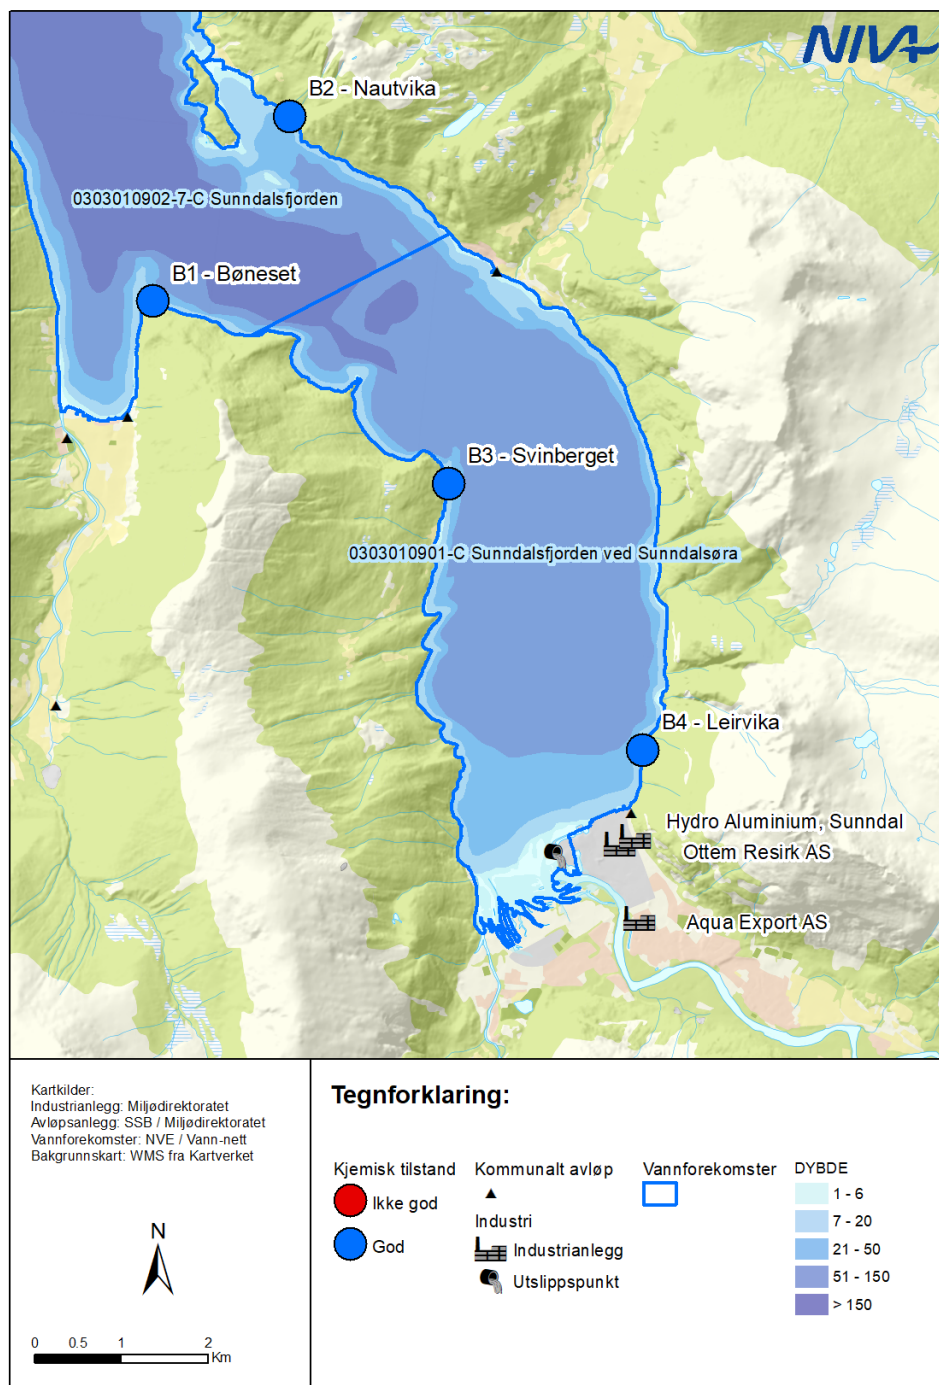 NIVA
B2 - Nautvika
0303010902-7-C Sunndalsfjorden
B1 - Bøneset
B3 - Svinberget
0303010901-C Sunndalsfjorden ved Sunndalsøra
B4 - Leirvika
Hydro Aluminium, Sunndal
Ottem Resirk AS
Aqua Export AS
Kartkilder:
Industrianlegg: Miljødirektoratet
Avløpsanlegg: SSB / Miljødirektoratet
Vannforekomster: NVE / Vann-nett
Bakgrunnskart: WMS fra Kartverket
N
0 0.5 1 2
Km
Tegnforklaring:
Kjemisk tilstand
Ikke god
God
Kommunalt avløp
Industri
Industrianlegg
Utslippspunkt
Vannforekomster
DYBDE
1 - 6
7 - 20
21 - 50
51 - 150
> 150